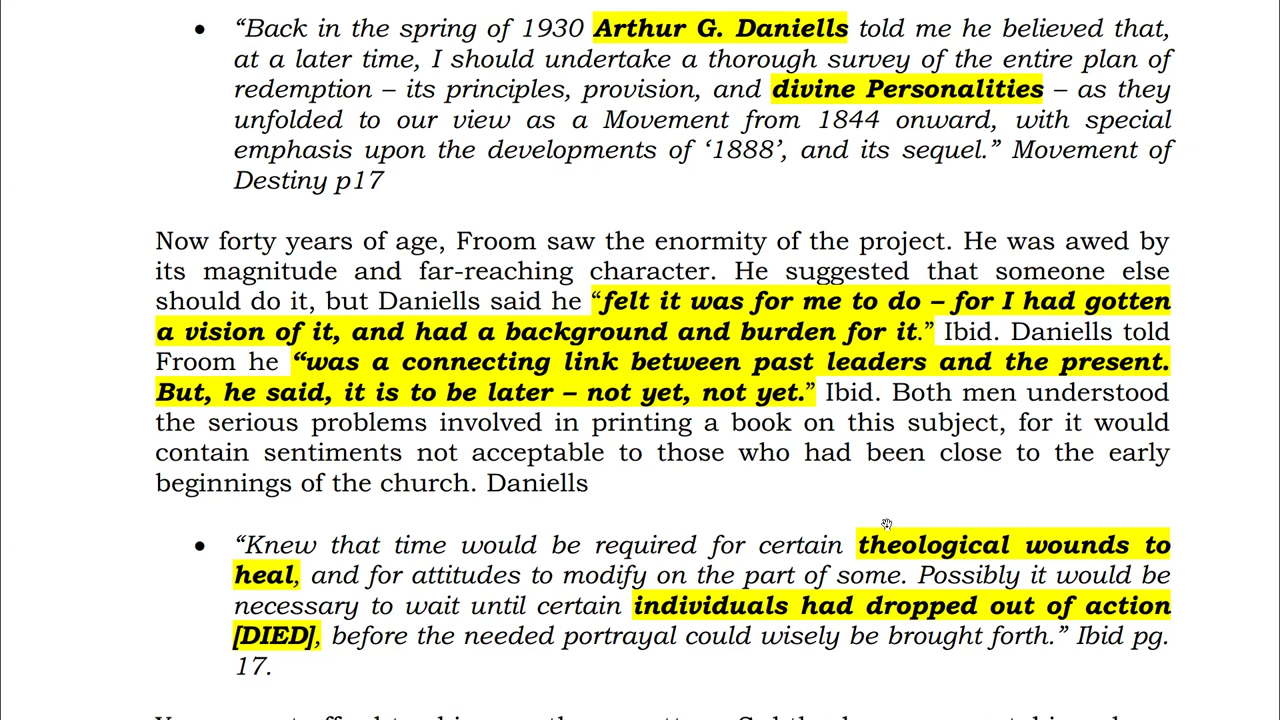 • “Back in the spring of 1930 Arthur G. Daniells told me he believed that,
at a later time, I should undertake a thorough survey of the entire plan of
redemption – its principles, provision, and divine Personalities – as they
unfolded to our view as a Movement from 1844 onward, with special
emphasis upon the developments of ‘1888’, and its sequel.” Movement of
Destiny p17
Now forty years of age, Froom saw the enormity of the project. He was awed by
its magnitude and far-reaching character. He suggested that someone else
should do it, but Daniells said he “felt it was for me to do – for I had gotten
a vision of it, and had a background and burden for it.” Ibid. Daniells told
Froom he “was a connecting link between past leaders and the present.
But, he said, it is to be later – not yet, not yet.” Ibid. Both men understood
the serious problems involved in printing a book on this subject, for it would
contain sentiments not acceptable to those who had been close to the early
beginnings of the church. Daniells
• “Knew that time would be required for certain theological wounds to
heal, and for attitudes to modify on the part of some. Possibly it would be
necessary to wait until certain individuals had dropped out of action
[DIED], before the needed portrayal could wisely be brought forth.” Ibid pg.
17.